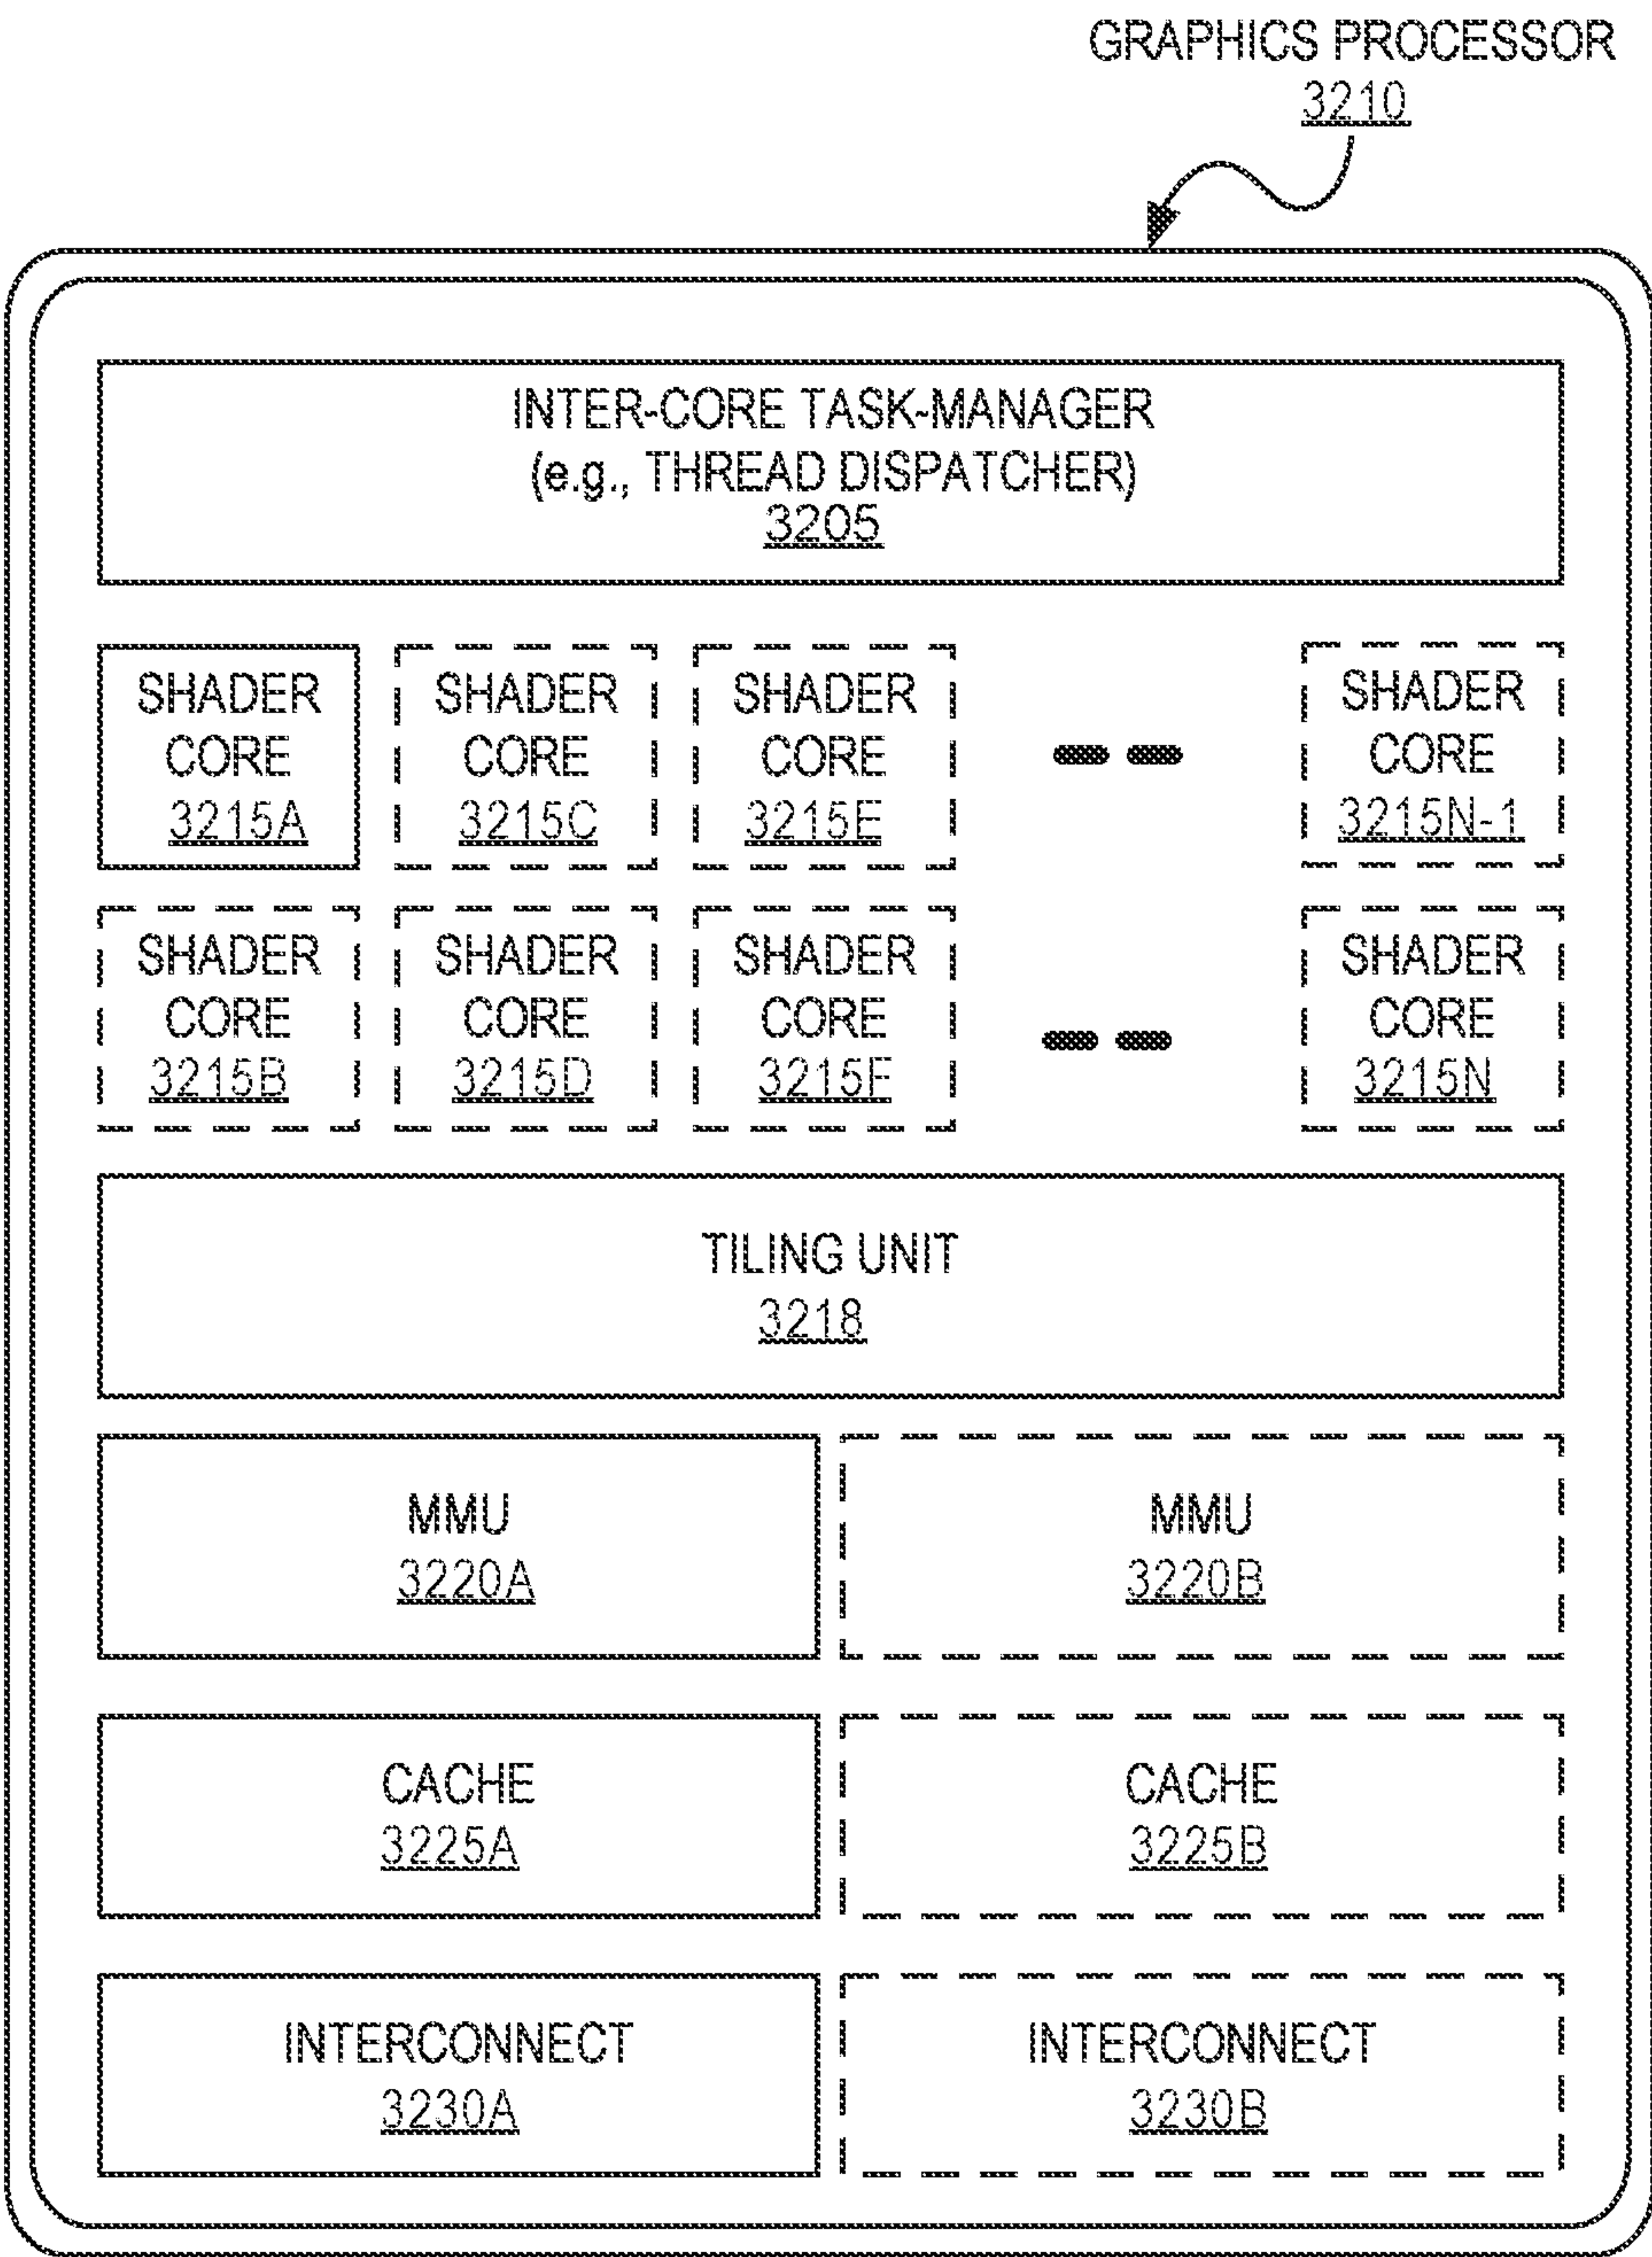 GRAPHICS PROCESSOR
3210
INTER-CORE TASK-MANAGER
(e.g., THREAD DISPATCHER)
3205
SHADER
CORE
3215A
SHADER
CORE
3215C
SHADER
CORE
3215E
SHADER
CORE
3215N-1
SHADER
CORE
3215B
SHADER
CORE
3215D
SHADER
CORE
3215F
SHADER
CORE
3215N
TILING UNIT
3218
MMU
3220A
MMU
3220B
CACHE
3225A
CACHE
3225B
INTERCONNECT
3230A
INTERCONNECT
3230B